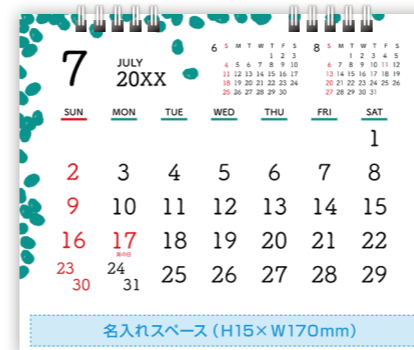 7
JULY
20XX
6 S M T W T F S
1 2 3
4 5 6 7 8 9 10
11 12 13 14 15 16 17
18 19 20 21 22 23 24
25 26 27 28 29 30
8 S M T W T F S
1 2 3 4 5
6 7 8 9 10 11 12
13 14 15 16 17 18 19
20 21 22 23 24 25 26
27 28 29 30 31
SUN MON TUE WED THU FRI SAT
1
2 3 4 5 6 7 8
9 10 11 12 13 14 15
16 17 18 19 20 21 22
海の日
23 24 25 26 27 28 29
30 31
名入れスペース(H15×W170mm)